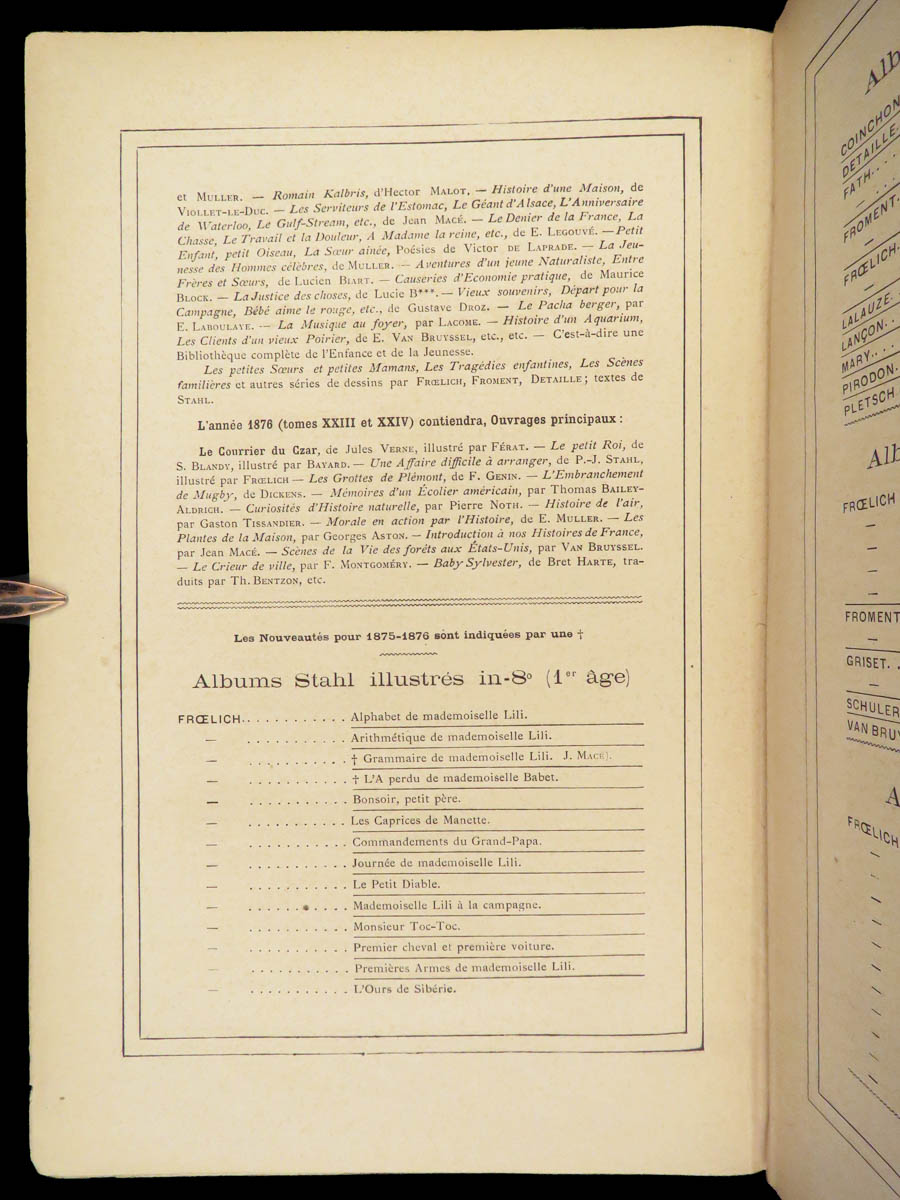 et Muller. — Romain Kalbris, d'Hector Malot. — Histoire d'une Maison, de
Viollet-le-Duc. — Les Serviteurs de l'Estomac, Le Géant d'Alsace, L'Anniversaire
de Waterloo, Le Gulf-Stream, etc., de Jean Macé. — Le Denier de la France, La
Chasse, Le Travail et la Douleur, A Madame la reine, etc., de E. Legouvé. — Petit
Enfant, petit Oiseau, La Sœur aînée, Poésies de Victor de Laprade. — La Jeu-
nesse des Hommes célèbres, de Muller. — Aventures d'un jeune Naturaliste, Entre
Frères et Sœurs, de Lucien Biart. — Causeries d'Economie pratique, de Maurice
Block. — La Justice des choses, de Lucie B***. — Vieux souvenirs, Départ pour la
Campagne, Bébé aime le rouge, etc., de Gustave Droz. — Le Pacha berger, par
E. Laboulaye. — La Musique au foyer, par Lacome. — Histoire d'un Aquarium,
Les Clients d'un vieux Poirier, de E. Van Bruyssel, etc., etc. — C'est-à-dire une
Bibliothèque complète de l'Enfance et de la Jeunesse.
Les petites Sœurs et petites Mamans, Les Tragédies enfantines, Les Scènes
familières et autres séries de dessins par Frœlich, Froment, Detaille; textes de
Stahl.
L'année 1876 (tomes XXIII et XXIV) contiendra, Ouvrages principaux :
Le Courrier du Czar, de Jules Verne, illustré par Férat. — Le petit Roi, de
S. Blandy, illustré par Bayard. — Une Affaire difficile à arranger, de P.-J. Stahl,
illustré par Frœlich — Les Grottes de Plémont, de F. Genin. — L'Embranchement
de Mugby, de Dickens. — Mémoires d'un Écolier américain, par Thomas Bailey-
Aldrich. — Curiosités d'Histoire naturelle, par Pierre Noth. — Histoire de l'air,
par Gaston Tissandier. — Morale en action par l'Histoire, de E. Muller. — Les
Plantes de la Maison, par Georges Aston. — Introduction à nos Histoires de France,
par Jean Macé. — Scènes de la Vie des forêts aux États-Unis, par Van Bruyssel.
— Le Crieur de ville, par F. Montgoméry. — Baby Sylvester, de Bret Harte, tra-
duits par Th. Bentzon, etc.
Les Nouveautés pour 1875-1876 sont indiquées par une †
Albums Stahl illustrés in-8º (1er âge)
FRŒLICH. . . . . . . . . . . . Alphabet de mademoiselle Lili.
— . . . . . . . . . . . Arithmétique de mademoiselle Lili.
— . . . . . . . . . . . † Grammaire de mademoiselle Lili. J. Macé).
— . . . . . . . . . . . † L'A perdu de mademoiselle Babet.
— . . . . . . . . . . . Bonsoir, petit père.
— . . . . . . . . . . . Les Caprices de Manette.
— . . . . . . . . . . . Commandements du Grand-Papa.
— . . . . . . . . . . . Journée de mademoiselle Lili.
— . . . . . . . . . . . Le Petit Diable.
— . . . . . . . . . . . Mademoiselle Lili à la campagne.
— . . . . . . . . . . . Monsieur Toc-Toc.
— . . . . . . . . . . . Premier cheval et première voiture.
— . . . . . . . . . . . Premières Armes de mademoiselle Lili.
— . . . . . . . . . . . L'Ours de Sibérie.
Alb
COINCHON
DETAILLE.
FATH. . . .
— . . .
FROMENT.
—
FRŒLICH.
—
LALAUZE.
LANÇON. .
MARY. . .
PIRODON.
PLETSCH
Alb
FRŒLICH
—
—
—
—
FROMENT
—
GRISET. .
—
SCHULER
VAN BRUY
A
FRŒLICH
—
—
—
—
—
—
—
—
—
—
—